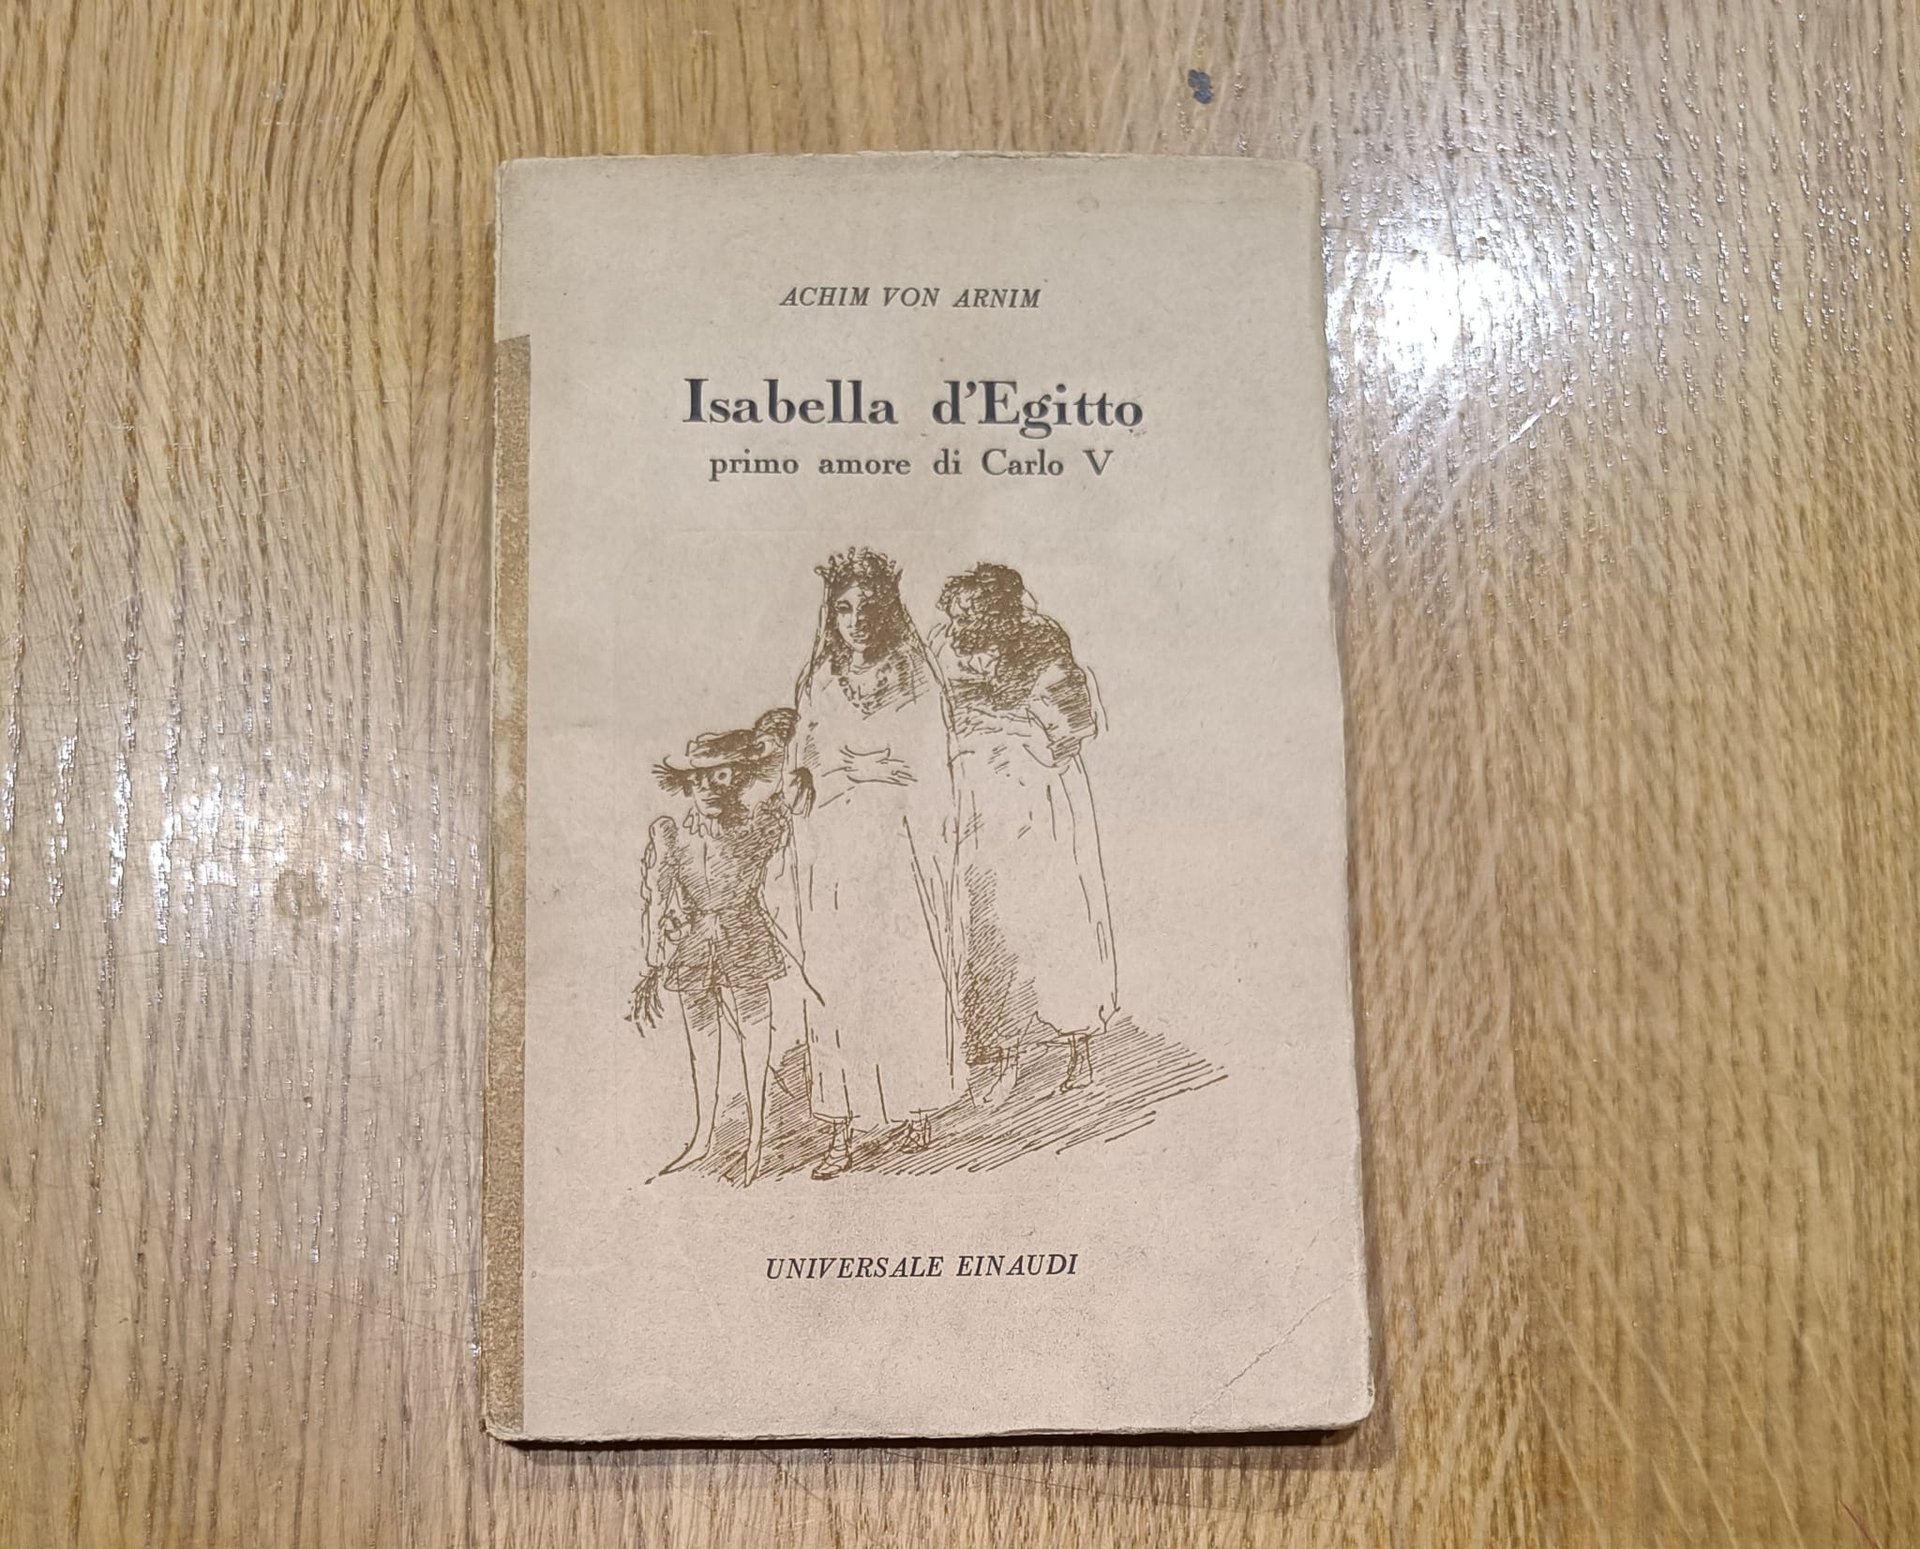 ACHIM VON ARNIM
Isabella d'Egitto
primo amore di Carlo V
UNIVERSALE EINAUDI